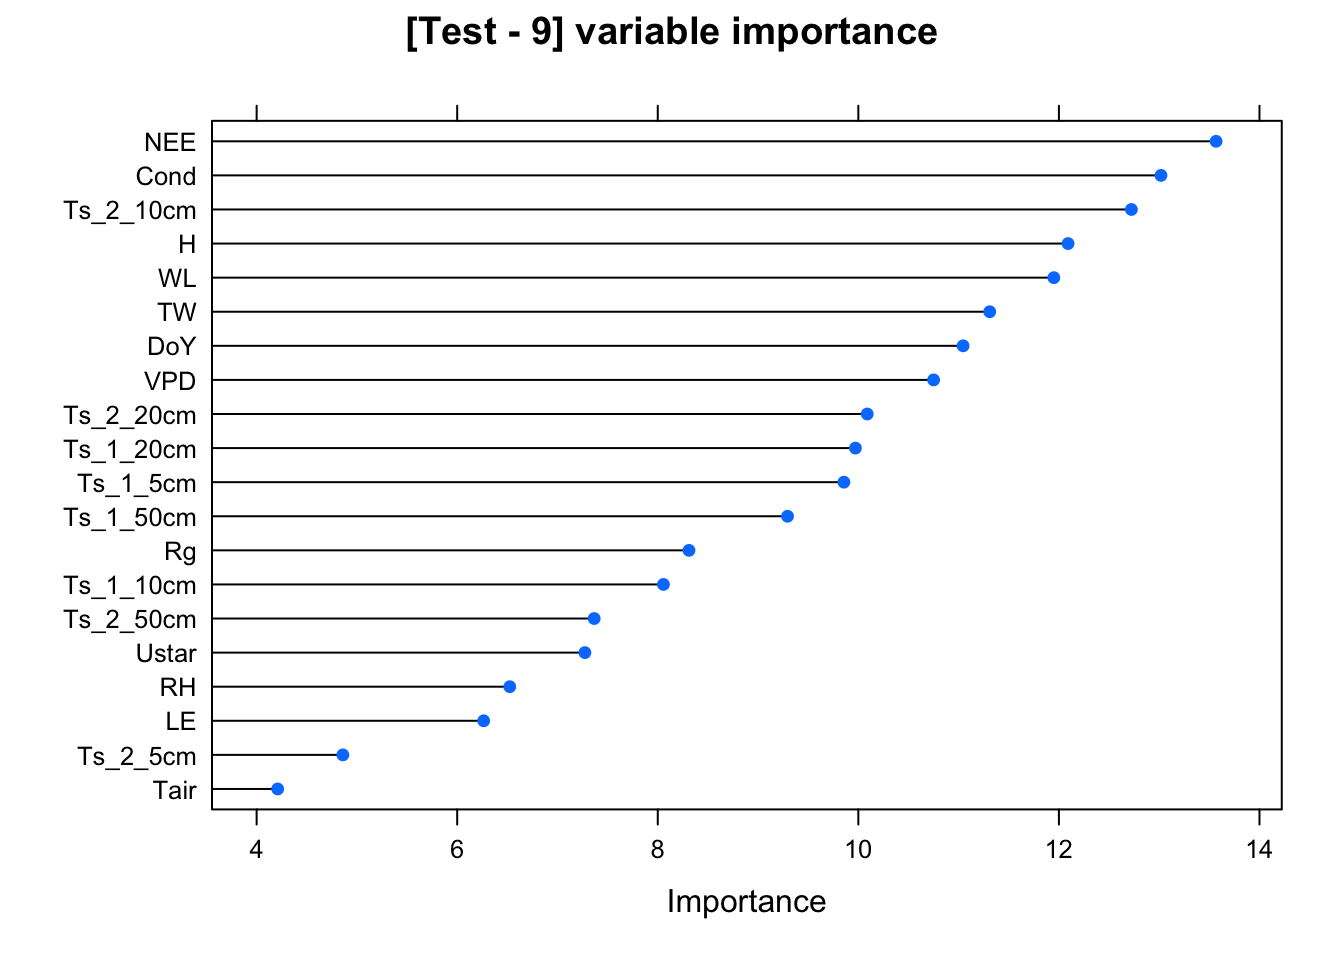 [Test - 9] variable importance
NEE
Cond
Ts_2_10cm
H
WL
TW
DoY
VPD
Ts_2_20cm
Ts_1_20cm
Ts_1_5cm
Ts_1_50cm
Rg
Ts_1_10cm
Ts_2_50cm
Ustar
RH
LE
Ts_2_5cm
Tair
4 6 8 10 12 14
Importance